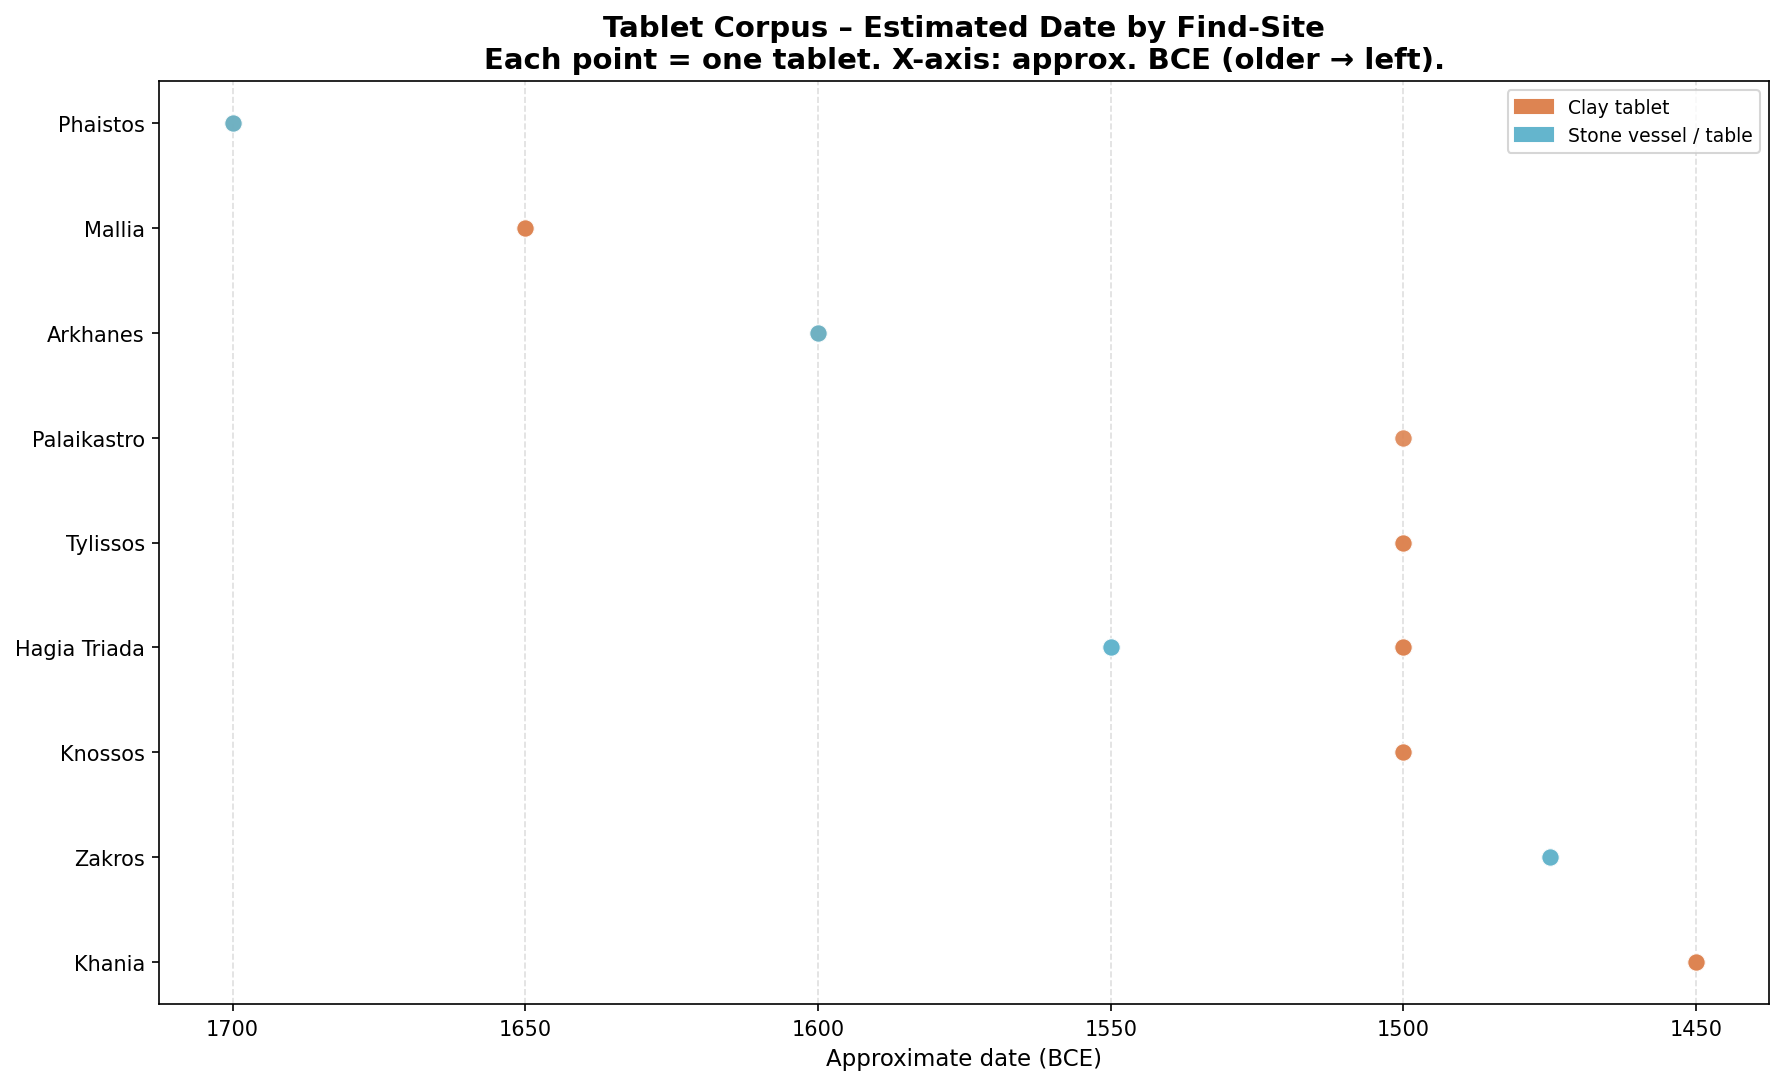 Tablet Corpus – Estimated Date by Find-Site
Each point = one tablet. X-axis: approx. BCE (older → left).
Clay tablet
Stone vessel / table
Phaistos
Mallia
Arkhanes
Palaikastro
Tylissos
Hagia Triada
Knossos
Zakros
Khania
1700 1650 1600 1550 1500 1450
Approximate date (BCE)